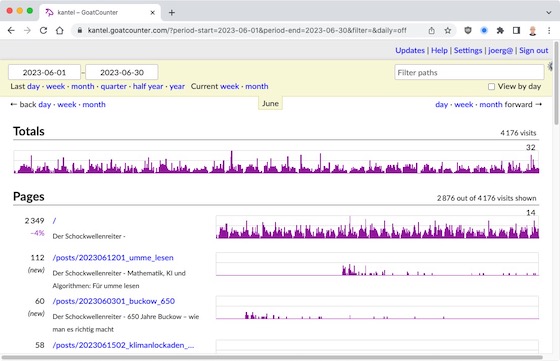 kantel – GoatCounter
kantel.goatcounter.com/?period-start=2023-06-01&period-end=2023-06-30&filter=&daily=off
Updates | Help | Settings | joerg@ | Sign out
2023-06-01 – 2023-06-30
Filter paths
Last day · week · month · quarter · half year · year Current week · month
View by day
← back day · week · month
June
day · week · month forward →
Totals
4 176 visits
32
Pages
2 876 out of 4 176 visits shown
14
2 349 /
−4% Der Schockwellenreiter -
112 /posts/2023061201_umme_lesen
(new) Der Schockwellenreiter - Mathematik, KI und
Algorithmen: Für umme lesen
60 /posts/2023060301_buckow_650
(new) Der Schockwellenreiter - 650 Jahre Buckow – wie
man es richtig macht
58 /posts/2023061502_klimanlockaden_…